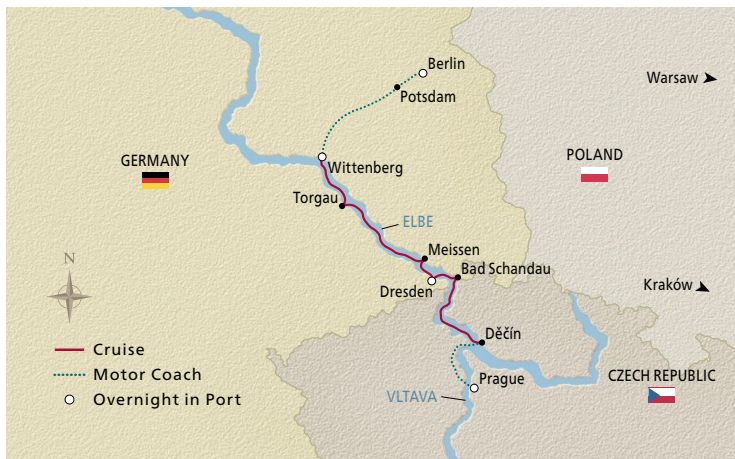 Berlin
Warsaw
Potsdam
GERMANY
Wittenberg
POLAND
Torgau
ELBE
Meissen
Bad Schandau
N
Dresden
Kraków
Děčín
Cruise
Motor Coach
Prague
CZECH REPUBLIC
Overnight in Port
VLTAVA